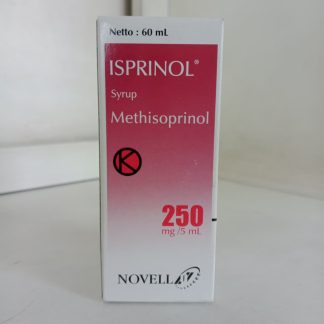 Netto : 60 mL
ISPRINOL®
Syrup
Methisoprinol
K
250
mg /5 mL
NOVELL